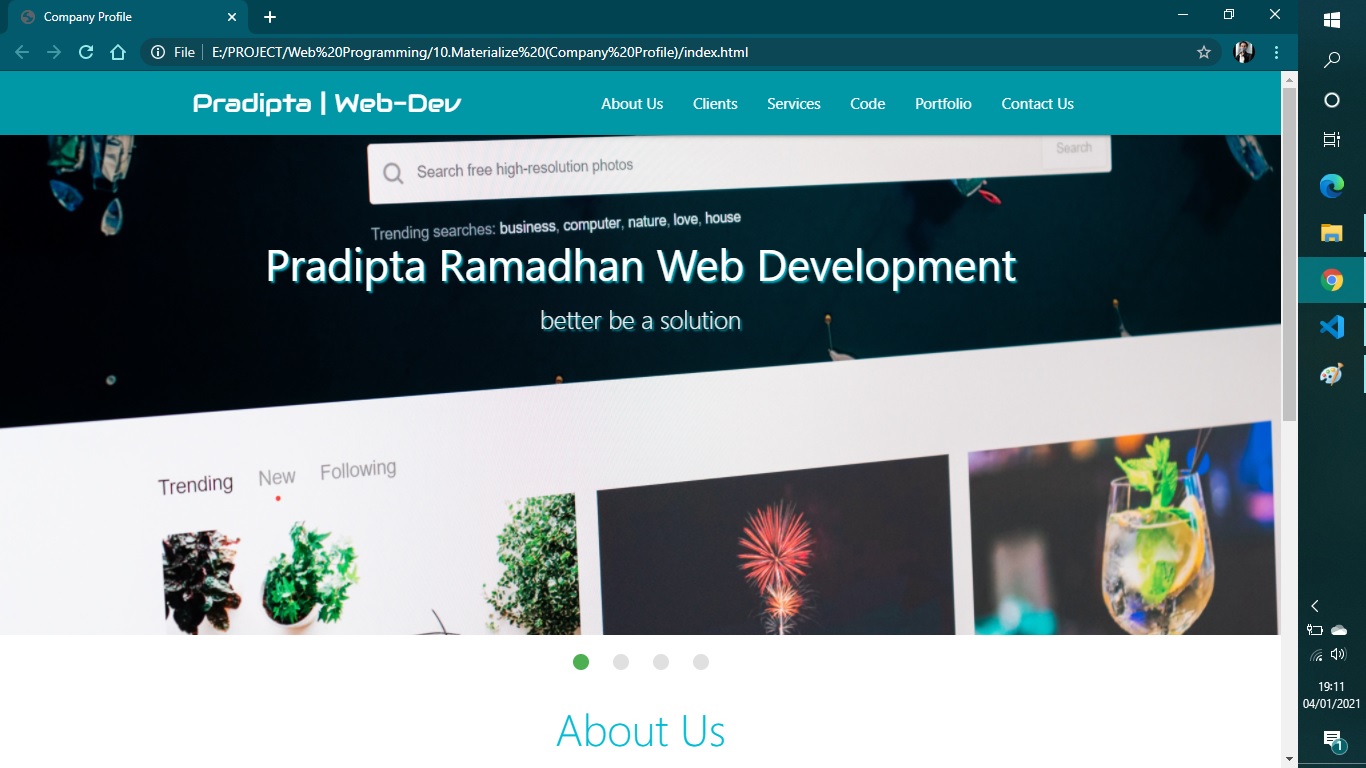 Company Profile
File E:/PROJECT/Web%20Programming/10.Materialize%20(Company%20Profile)/index.html
Pradipta | Web-Dev About Us Clients Services Code Portfolio Contact Us
Search free high-resolution photos Search
Trending searches: business, computer, nature, love, house
Pradipta Ramadhan Web Development
better be a solution
Trending New Following
About Us
19:11
04/01/2021
1